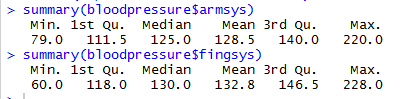 > summary(bloodpressure$armsys)
Min. 1st Qu. Median Mean 3rd Qu. Max.
79.0 111.5 125.0 128.5 140.0 220.0
> summary(bloodpressure$fingsys)
Min. 1st Qu. Median Mean 3rd Qu. Max.
60.0 118.0 130.0 132.8 146.5 228.0
>